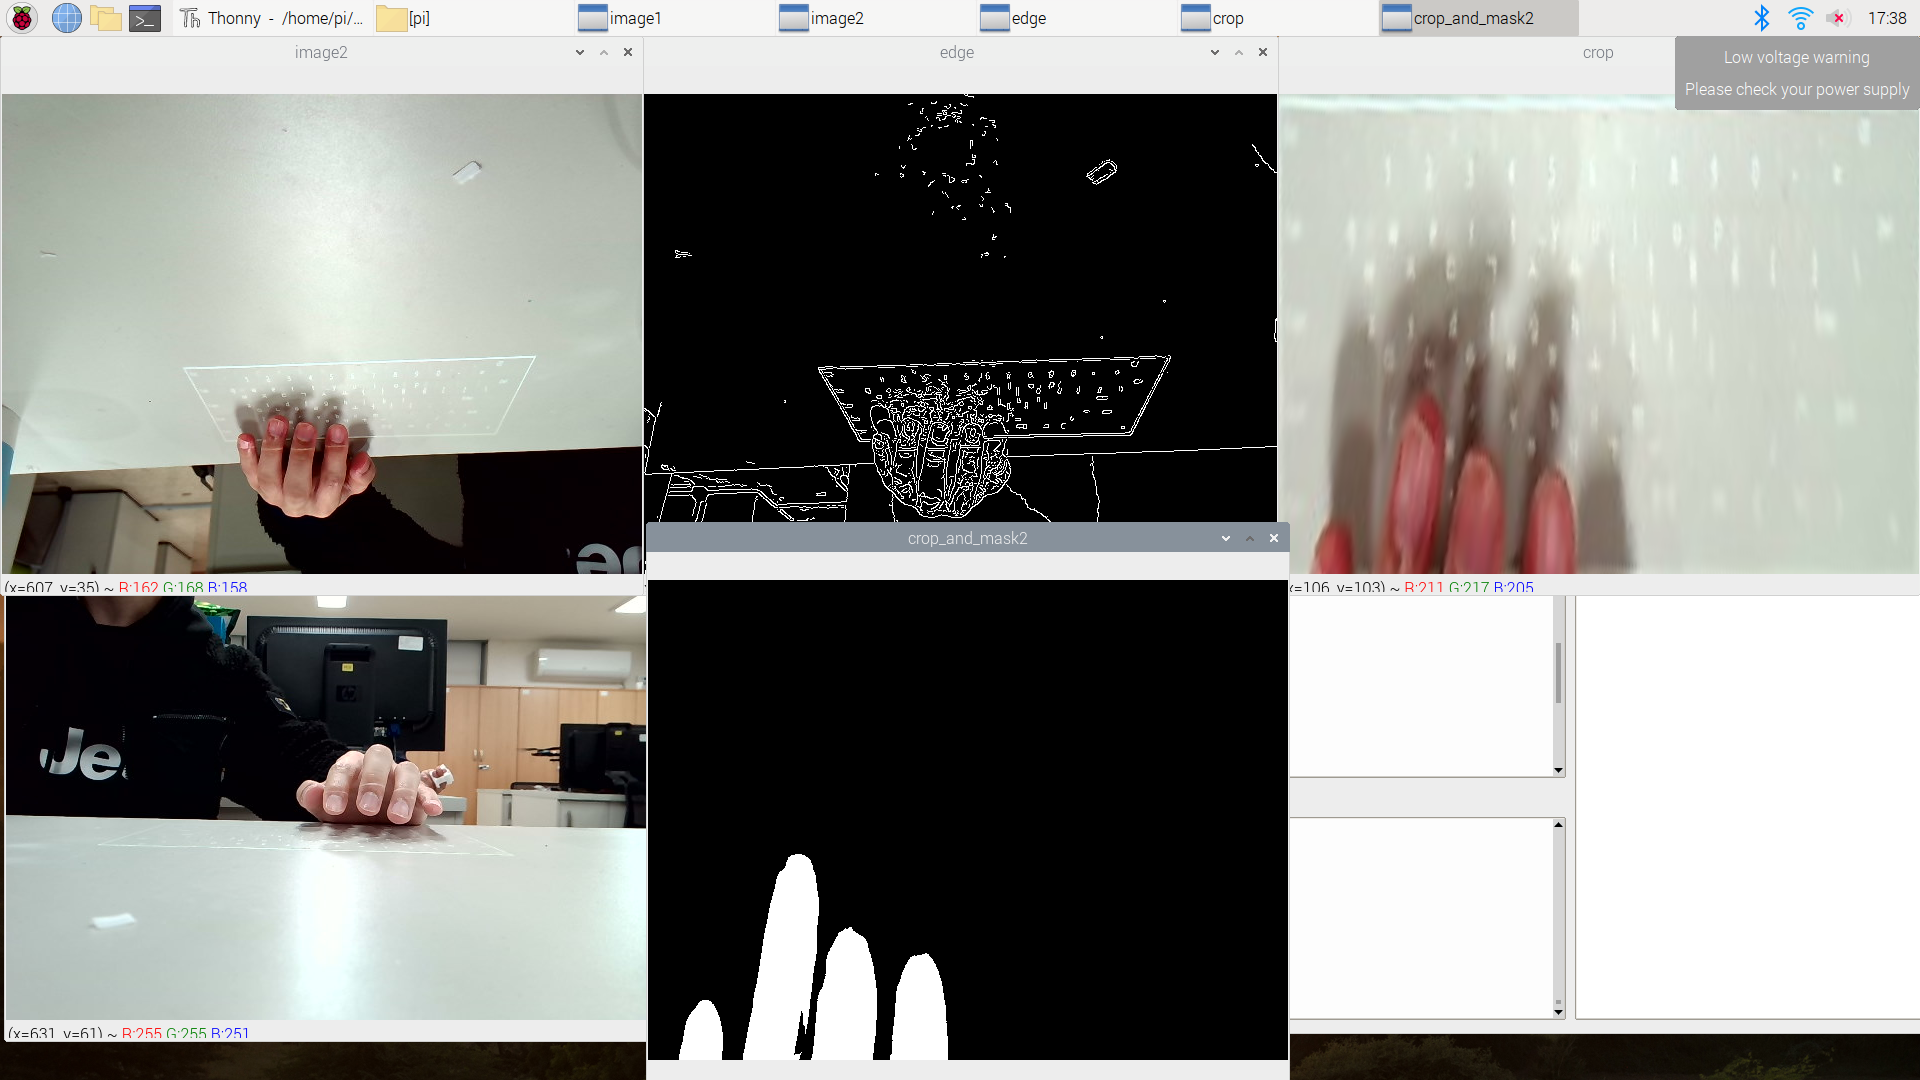 Thonny - /home/pi/...
[pi]
image1
image2
edge
crop
crop_and_mask2
17:38
image2
edge
crop
Low voltage warning
Please check your power supply
(x=607, y=35) ~ R:162 G:168 B:158
crop_and_mask2
(x=106, y=103) ~ R:211 G:217 B:205
Je
(x=631, y=61) ~ R:255 G:255 B:251